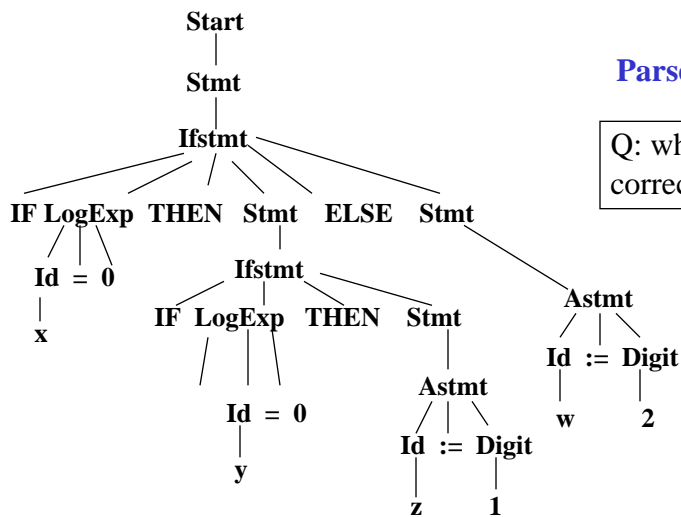 Start
Parse
Stmt
Ifstmt
Q: wh
correc
IF LogExp THEN Stmt ELSE Stmt
Id = 0
Ifstmt
x
IF LogExp THEN Stmt
Astmt
Id := Digit
Astmt
w 2
Id = 0
Id := Digit
y
z 1